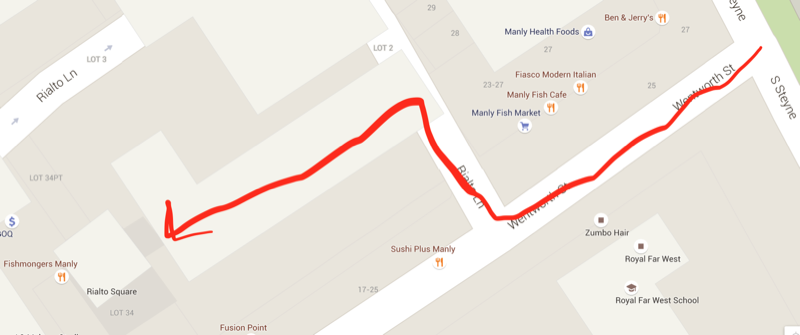 29
Ben & Jerry's
Steyne
28
Manly Health Foods
27
27
LOT 2
LOT 3
Rialto Ln
23-27
Fiasco Modern Italian
25
Wentworth St
S Steyne
Manly Fish Cafe
Manly Fish Market
LOT 34PT
Rialto Ln
Wentworth St
$
BOQ
Zumbo Hair
Sushi Plus Manly
Royal Far West
Fishmongers Manly
Rialto Square
17-25
Royal Far West School
LOT 34
Fusion Point